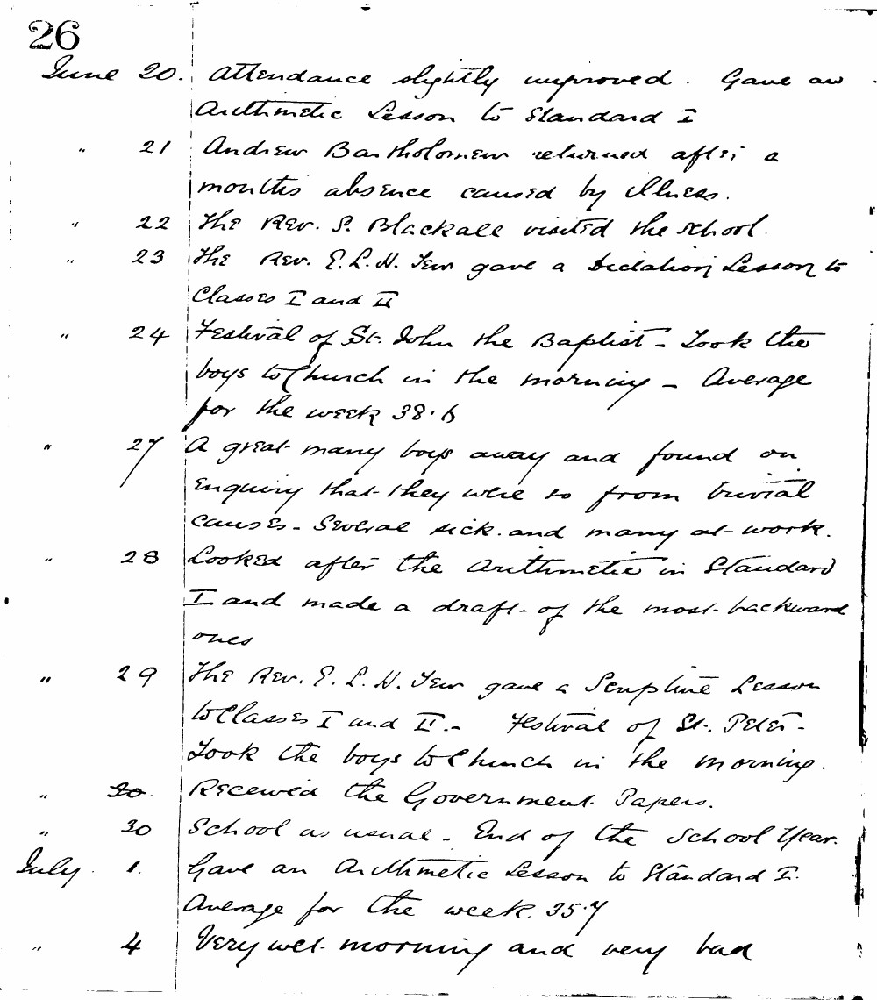 26
June 20. Attendance slightly improved. Gave an
Arithmetic Lesson to Standard I
" 21 Andrew Bartholomew returned after a
months absence caused by illness.
" 22 The Rev. S. Blackall visited the school.
" 23 The Rev. E. L. H. Tew gave a Dictation Lesson to
Classes I and II
" 24 Festival of St. John the Baptist - Took the
boys to Church in the morning - Average
for the week 38.6
" 27 A great many boys away and found on
enquiry that they were so from trivial
causes - Several sick and many at work.
" 28 Looked after the Arithmetic in Standard
I and made a draft of the most backward
ones
" 29 The Rev. E. L. H. Tew gave a Scripture Lesson
to Classes I and II. - Festival of St. Peter -
Took the boys to Church in the morning.
" 30. Received the Government Papers.
" 30 School as usual - End of the School Year.
July 1. Gave an Arithmetic Lesson to Standard I.
Average for the week. 35.7
" 4 Very wet morning and very bad